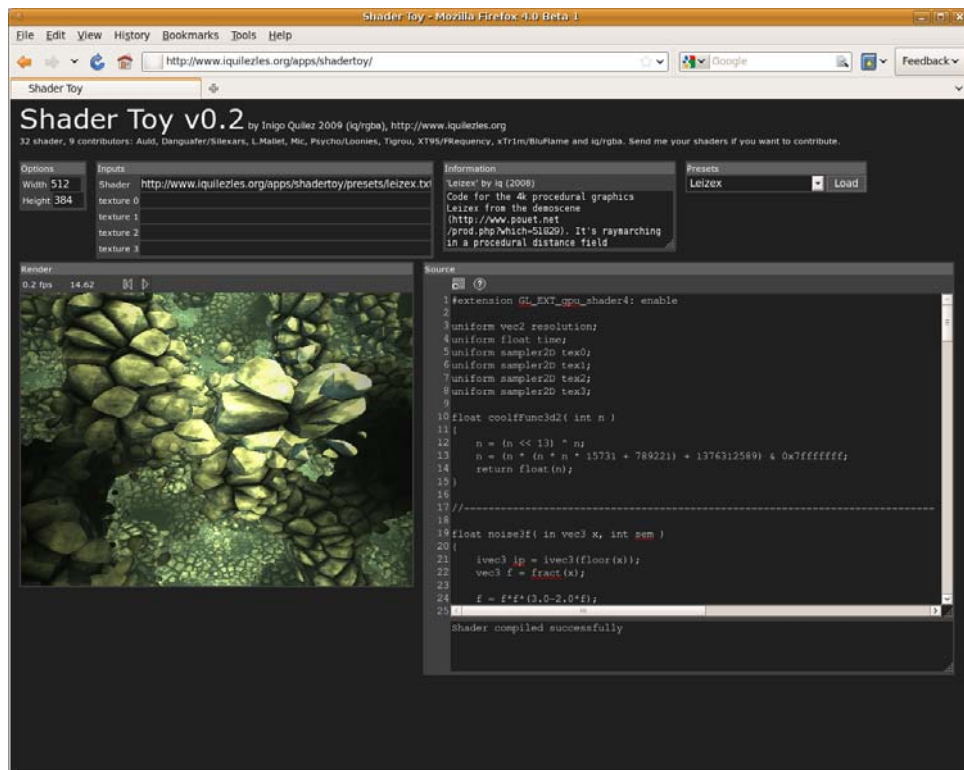 Shader Toy - Mozilla Firefox 4.0 Beta 1
File Edit View History Bookmarks Tools Help
http://www.iquilezles.org/apps/shadertoy/
Google
Feedback
Shader Toy
Shader Toy v0.2 by Inigo Quilez 2009 (iq/rgba), http://www.iquilezles.org
32 shader, 9 contributors: Auld, Danguafer/Silexars, L.Mallet, Mic, Psycho/Loonies, Tigrou, XT95/FRequency, xTr1m/BluFlame and iq/rgba. Send me your shaders if you want to contribute.
Options
Width 512
Height 384
Inputs
Shader http://www.iquilezles.org/apps/shadertoy/presets/leizex.txt
texture 0
texture 1
texture 2
texture 3
Information
'Leizex' by iq (2008)
Code for the 4k procedural graphics
Leizex from the demoscene
(http://www.pouet.net
/prod.php?which=51829). It's raymarching
in a procedural distance field
Presets
Leizex Load
Render
0.2 fps 14.62
Source
1 #extension GL_EXT_gpu_shader4: enable
2
3 uniform vec2 resolution;
4 uniform float time;
5 uniform sampler2D tex0;
6 uniform sampler2D tex1;
7 uniform sampler2D tex2;
8 uniform sampler2D tex3;
9
10 float coolfFunc3d2( int n )
11 {
12 n = (n << 13) ^ n;
13 n = (n * (n * n * 15731 + 789221) + 1376312589) & 0x7fffffff;
14 return float(n);
15 }
16
17 //-------------------------------------------------------------------------------
18
19 float noise3f( in vec3 x, int sem )
20 {
21 ivec3 ip = ivec3(floor(x));
22 vec3 f = fract(x);
23
24 f = f*f*(3.0-2.0*f);
25
Shader compiled successfully